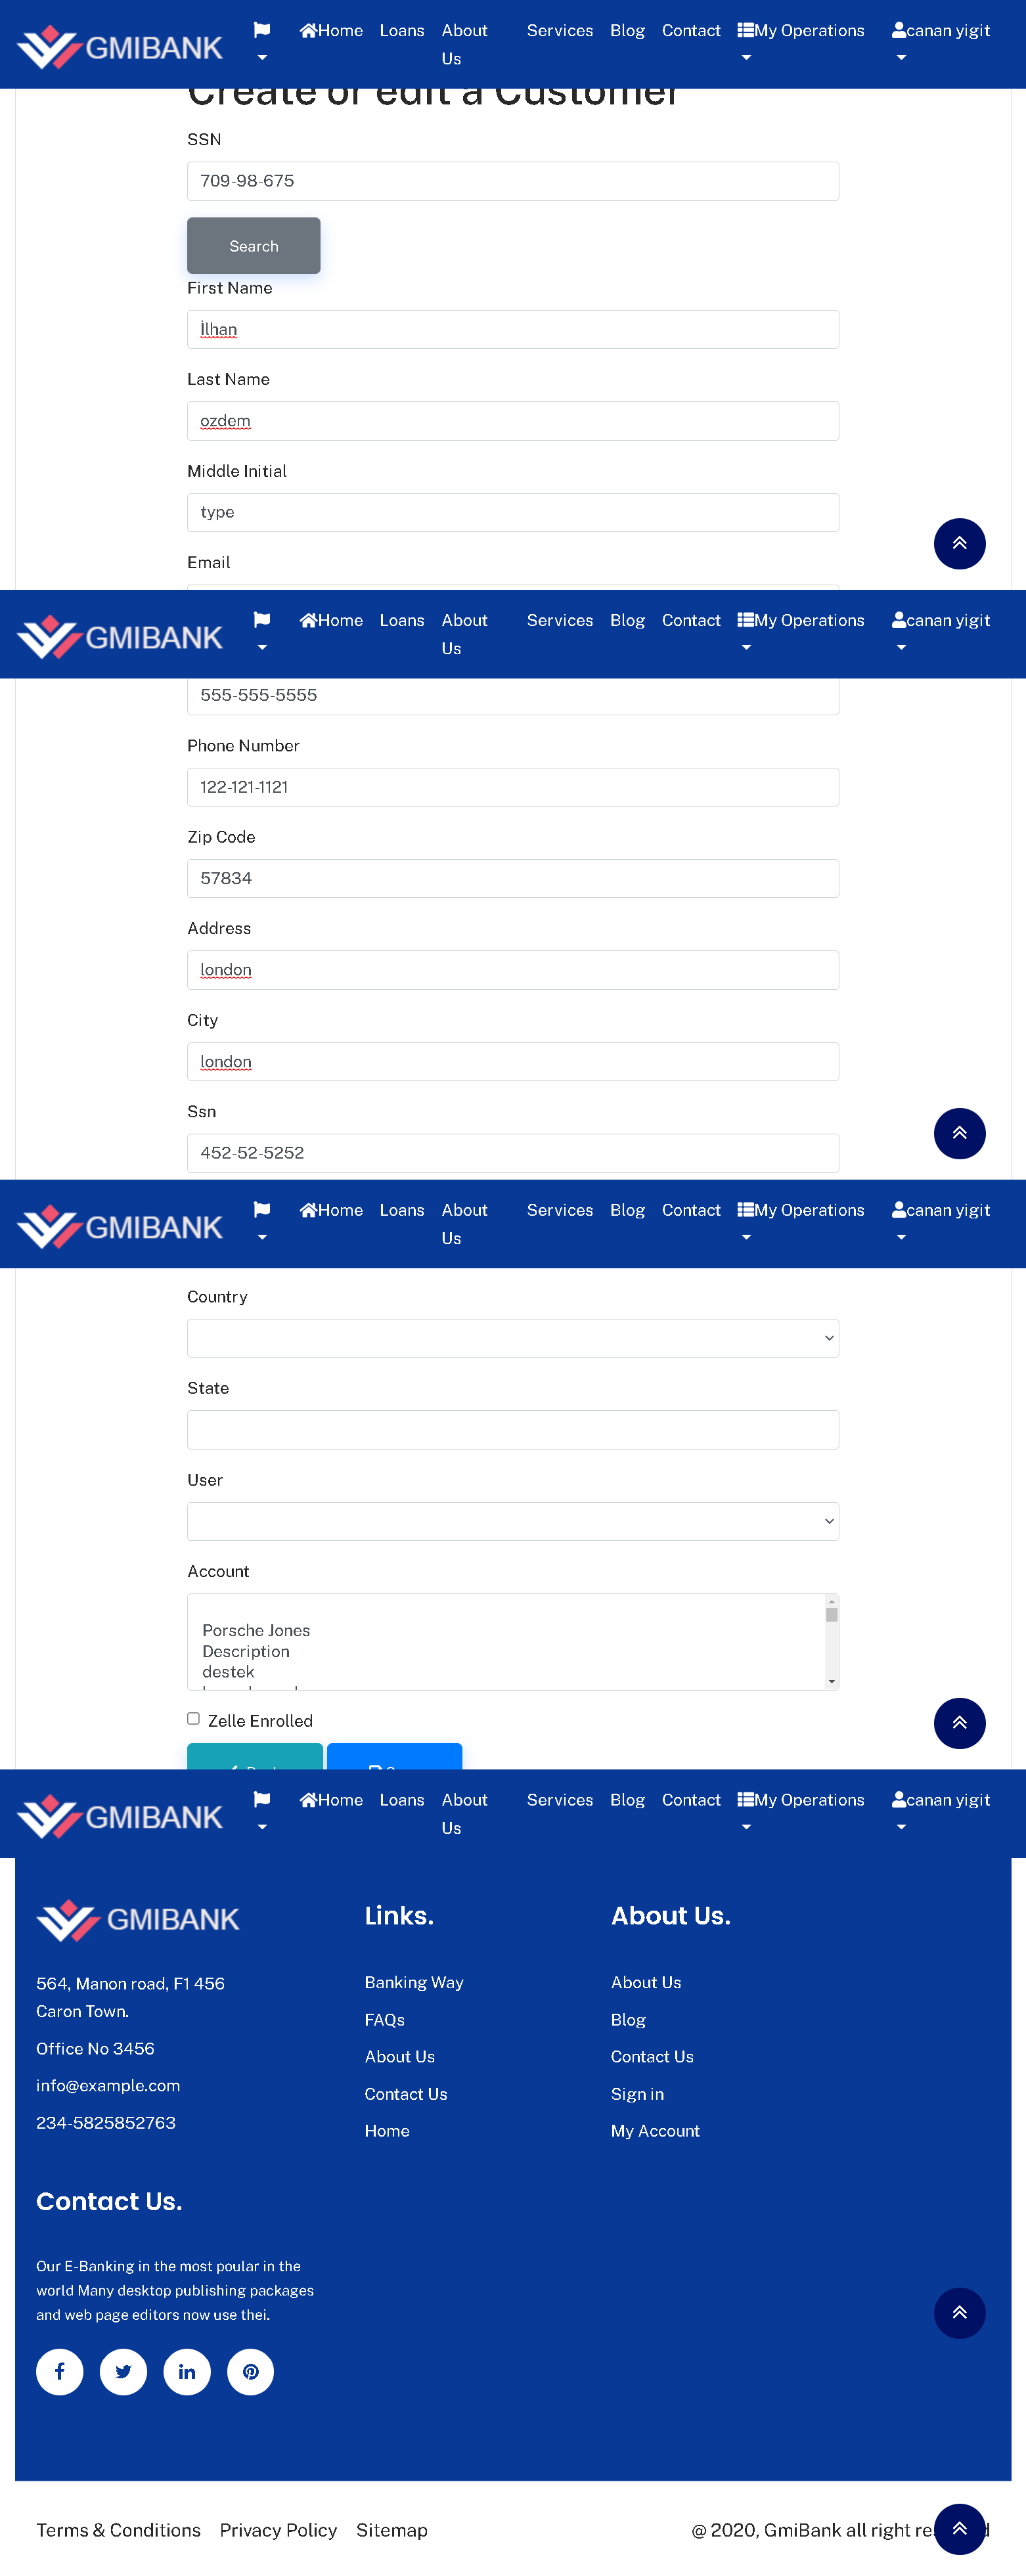 GMIBANK
Home Loans About Us Services Blog Contact My Operations canan yigit
Create or edit a Customer
SSN
709-98-675
Search
First Name
İlhan
Last Name
ozdem
Middle Initial
type
Email
GMIBANK
Home Loans About Us Services Blog Contact My Operations canan yigit
555-555-5555
Phone Number
122-121-1121
Zip Code
57834
Address
london
City
london
Ssn
452-52-5252
GMIBANK
Home Loans About Us Services Blog Contact My Operations canan yigit
Country
State
User
Account
Porsche Jones
Description
destek
Zelle Enrolled
GMIBANK
Home Loans About Us Services Blog Contact My Operations canan yigit
GMIBANK
564, Manon road, F1 456
Caron Town.
Office No 3456
info@example.com
234-5825852763
Links.
Banking Way
FAQs
About Us
Contact Us
Home
About Us.
About Us
Blog
Contact Us
Sign in
My Account
Contact Us.
Our E-Banking in the most poular in the
world Many desktop publishing packages
and web page editors now use thei.
Terms & Conditions Privacy Policy Sitemap
@ 2020, GmiBank all right